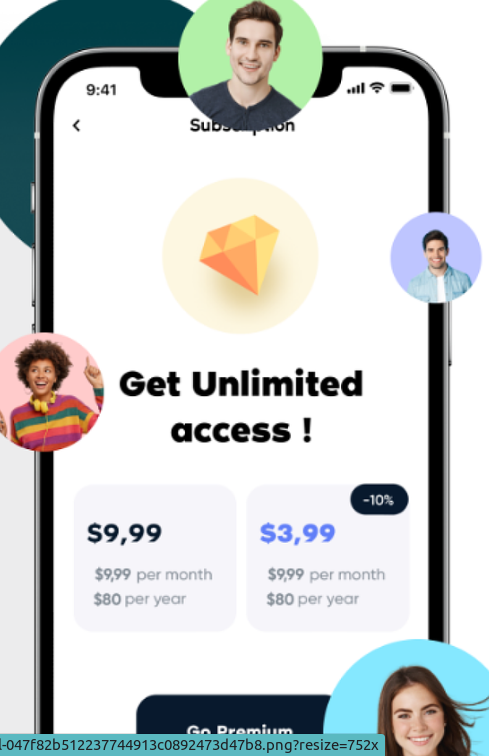 9:41
Subscription
Get Unlimited
access !
-10%
$9,99
$3,99
$9,99 per month
$9,99 per month
$80 per year
$80 per year
Go Premium
l-047f82b512237744913c0892473d47b8.png?resize=752x